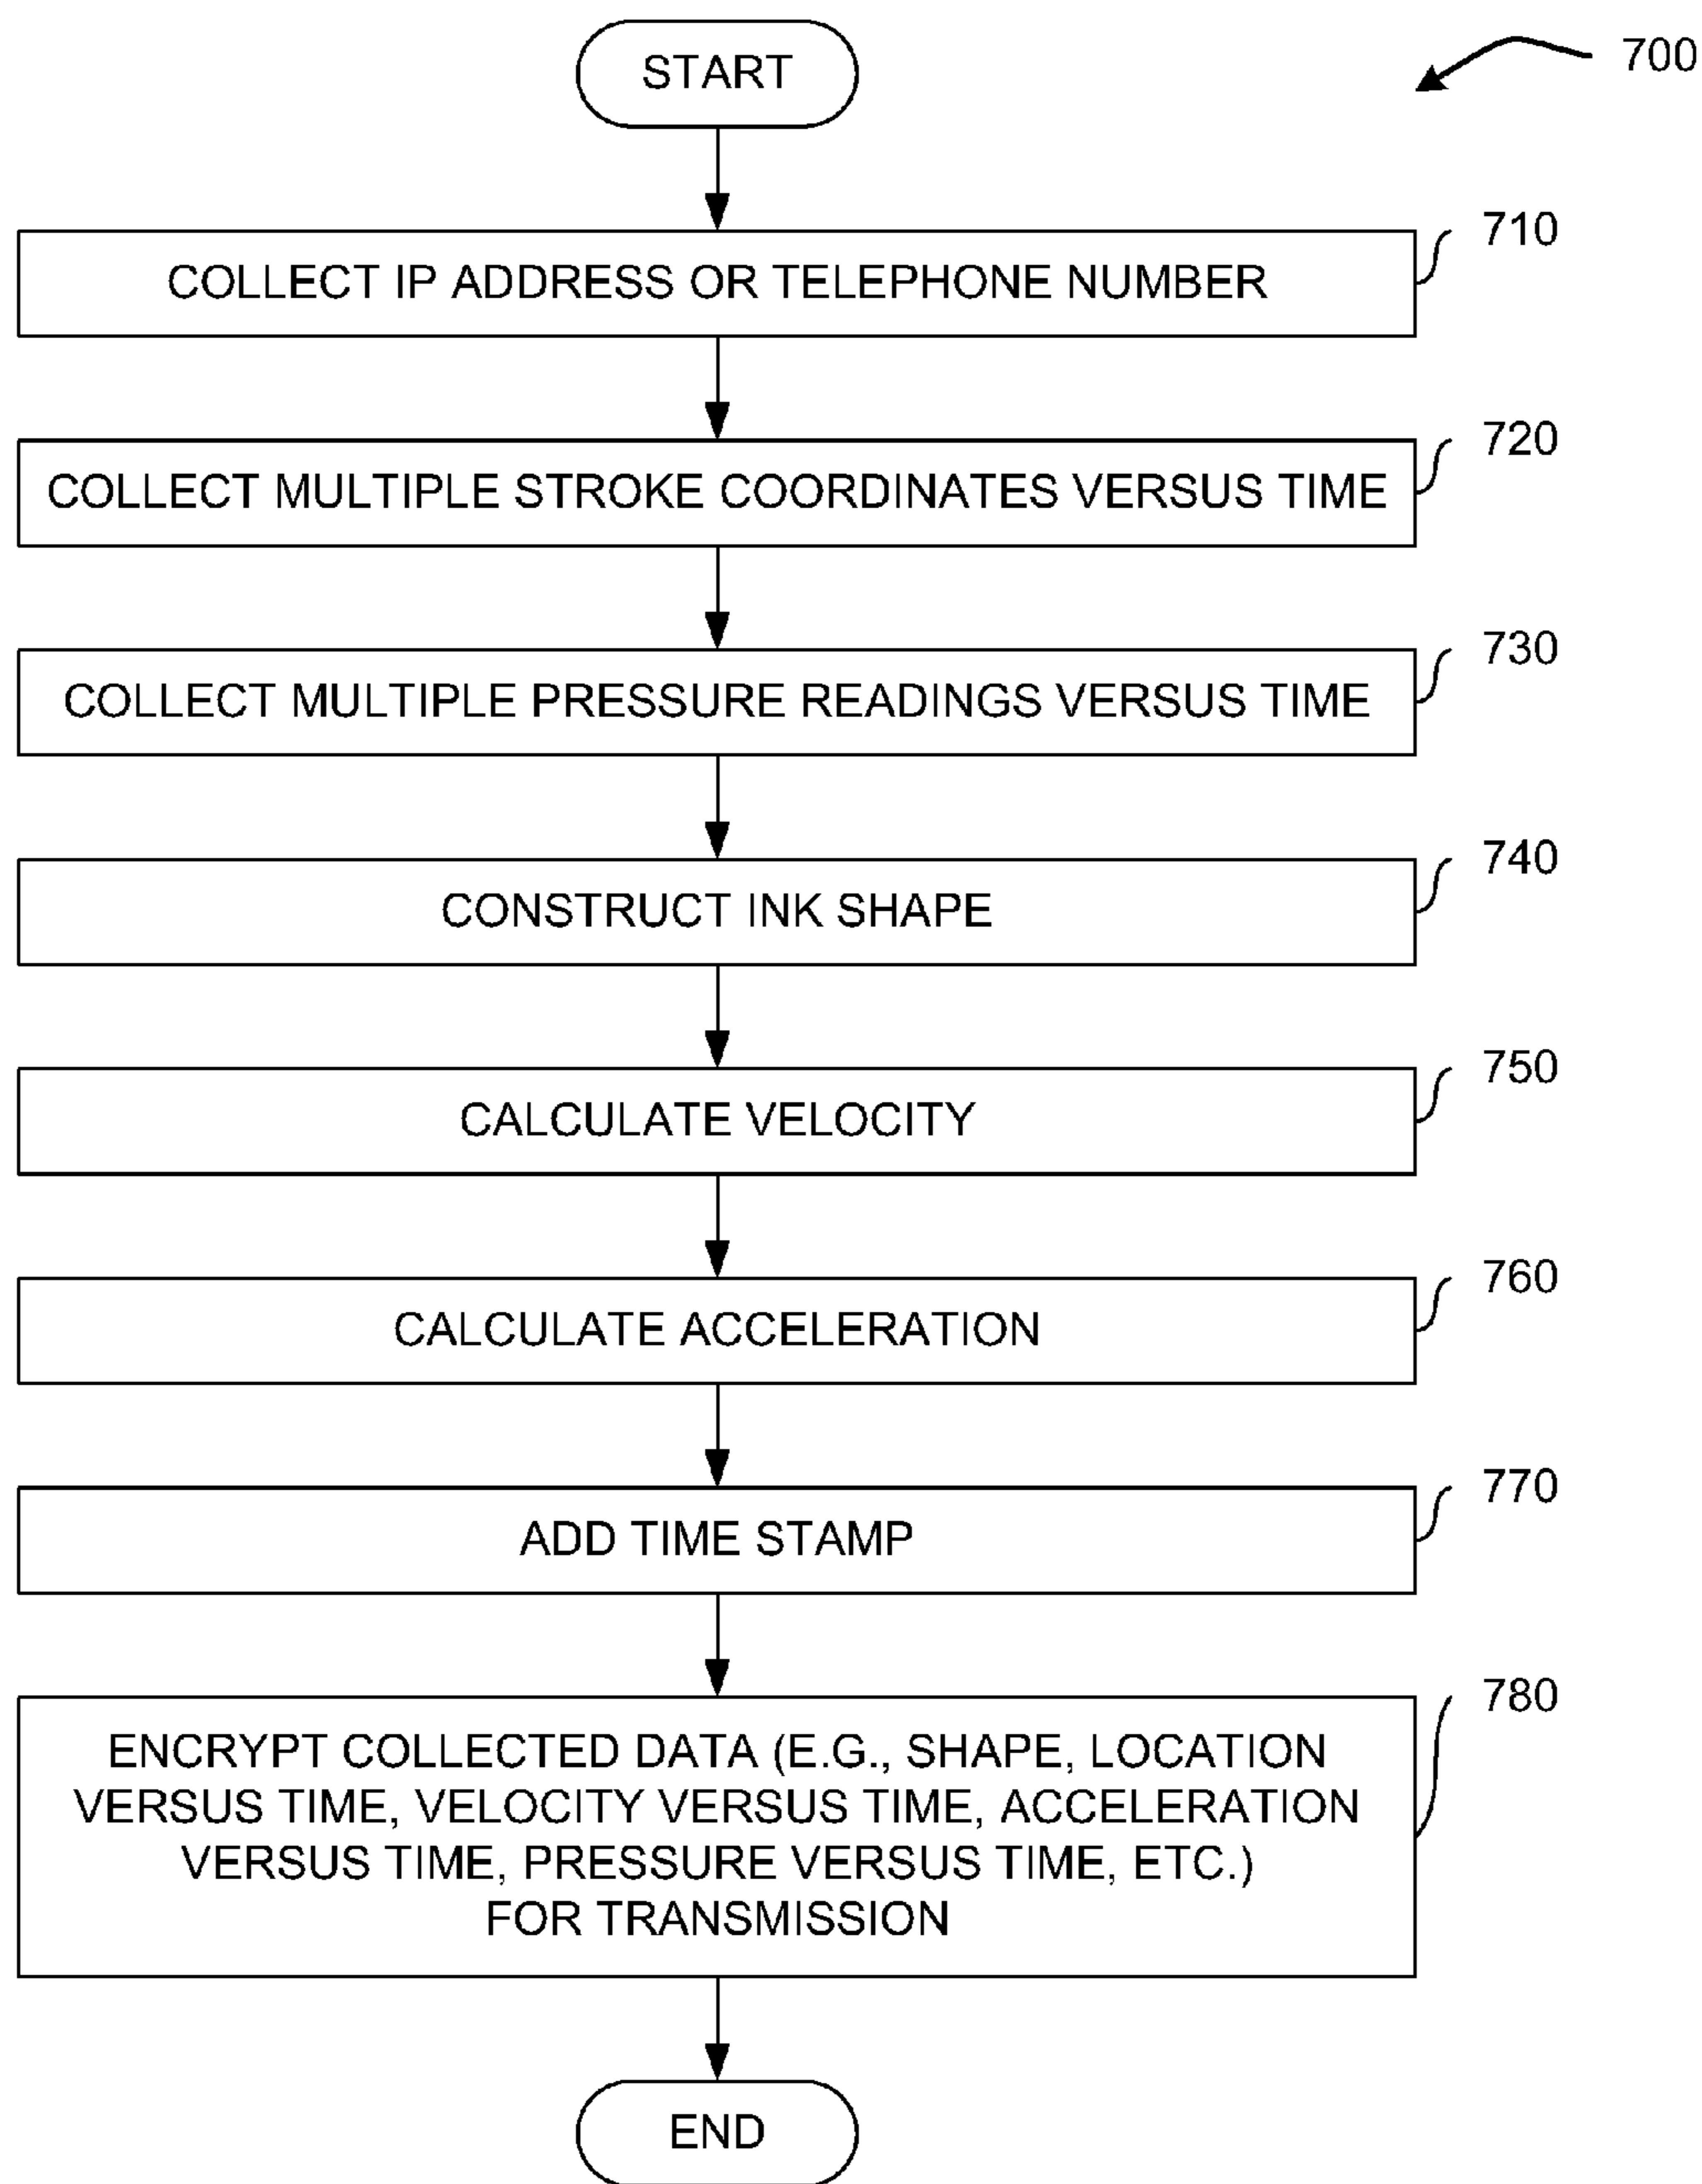 START
700
710
COLLECT IP ADDRESS OR TELEPHONE NUMBER
720
COLLECT MULTIPLE STROKE COORDINATES VERSUS TIME
730
COLLECT MULTIPLE PRESSURE READINGS VERSUS TIME
740
CONSTRUCT INK SHAPE
750
CALCULATE VELOCITY
760
CALCULATE ACCELERATION
770
ADD TIME STAMP
780
ENCRYPT COLLECTED DATA (E.G., SHAPE, LOCATION
VERSUS TIME, VELOCITY VERSUS TIME, ACCELERATION
VERSUS TIME, PRESSURE VERSUS TIME, ETC.)
FOR TRANSMISSION
END